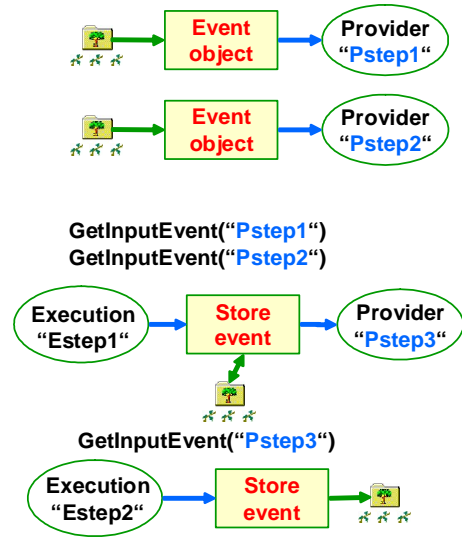 Event object
Provider “Pstep1“
Event object
Provider “Pstep2“
GetInputEvent(“Pstep1“)
GetInputEvent(“Pstep2“)
Execution “Estep1“
Store event
Provider “Pstep3“
GetInputEvent(“Pstep3“)
Execution “Estep2“
Store event